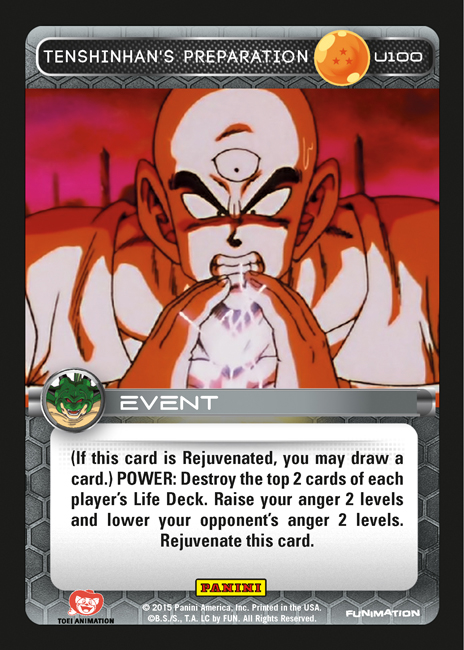 TENSHINHAN'S PREPARATION U100
EVENT
(If this card is Rejuvenated, you may draw a
card.) POWER: Destroy the top 2 cards of each
player's Life Deck. Raise your anger 2 levels
and lower your opponent's anger 2 levels.
Rejuvenate this card.
PANINI
TOEI ANIMATION
© 2015 Panini America, Inc. Printed in the USA.
©B.S./S., T.A. LC by FUN. All Rights Reserved.
FUNIMATION